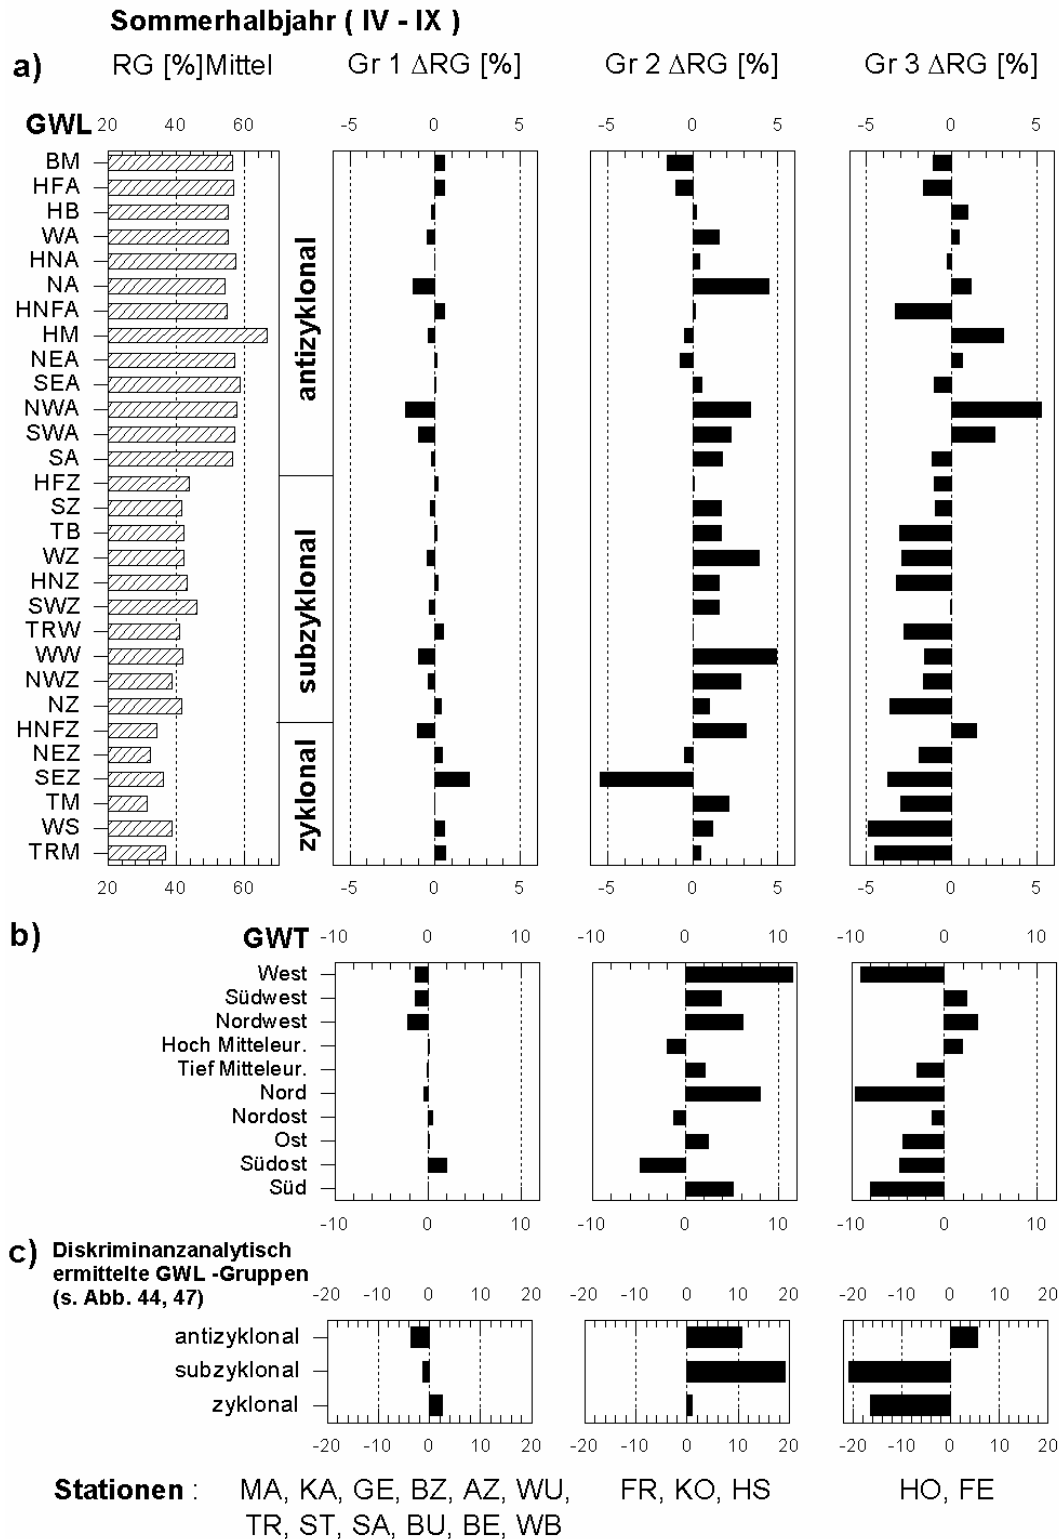 Sommerhalbjahr ( IV - IX )
a) RG [%]Mittel Gr 1 ΔRG [%] Gr 2 ΔRG [%] Gr 3 ΔRG [%]
GWL 20 40 60 -5 0 5 -5 0 5 -5 0 5
BM
HFA
HB
WA
HNA
NA
HNFA
HM
NEA
SEA
NWA
SWA
SA
antizyklonal
HFZ
SZ
TB
WZ
HNZ
SWZ
TRW
WW
NWZ
NZ
subzyklonal
HNFZ
NEZ
SEZ
TM
WS
TRM
zyklonal
20 40 60 -5 0 5 -5 0 5 -5 0 5
b) GWT -10 0 10 -10 0 10 -10 0 10
West
Südwest
Nordwest
Hoch Mitteleur.
Tief Mitteleur.
Nord
Nordost
Ost
Südost
Süd
-10 0 10 -10 0 10 -10 0 10
c) Diskriminanzanalytisch
ermittelte GWL -Gruppen
(s. Abb. 44, 47) -20 -10 0 10 20 -20 -10 0 10 20 -20 -10 0 10 20
antizyklonal
subzyklonal
zyklonal
-20 -10 0 10 20 -20 -10 0 10 20 -20 -10 0 10 20
Stationen : MA, KA, GE, BZ, AZ, WU, FR, KO, HS HO, FE
TR, ST, SA, BU, BE, WB